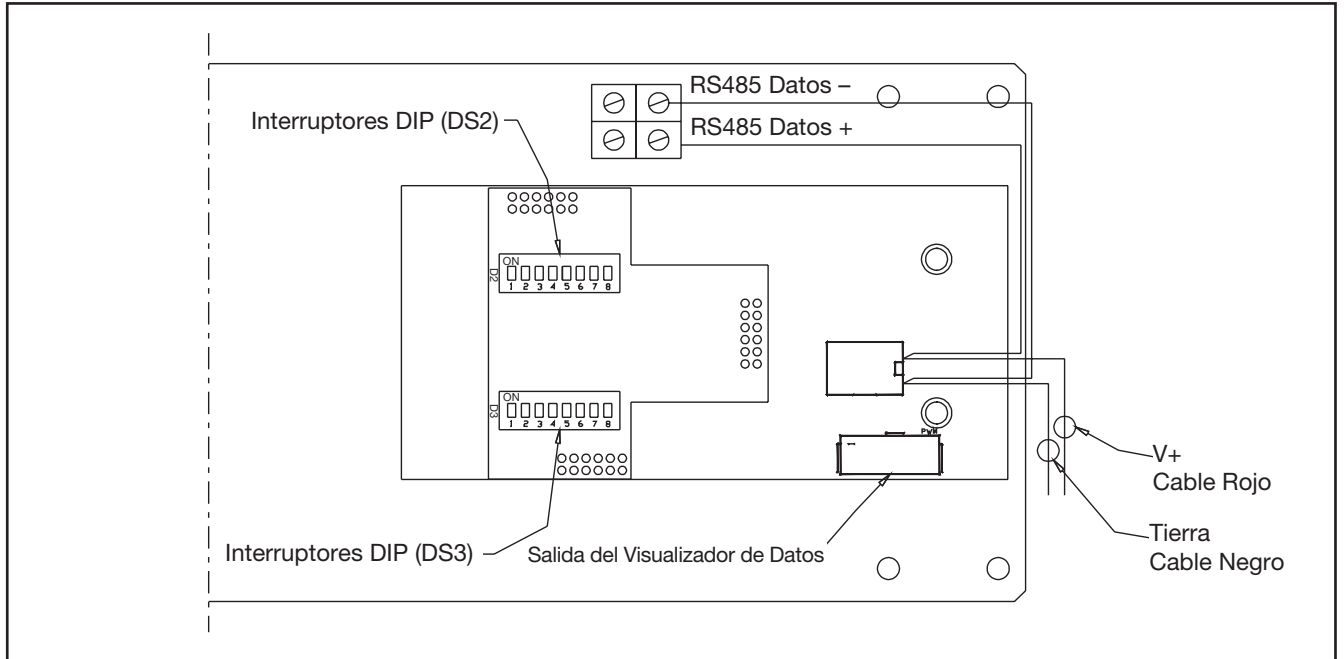 RS485 Datos –
Interruptores DIP (DS2)
RS485 Datos +
ON
D2
1 2 3 4 5 6 7 8
ON
D3
1 2 3 4 5 6 7 8
PWM
V+
Cable Rojo
Tierra
Cable Negro
Interruptores DIP (DS3)
Salida del Visualizador de Datos